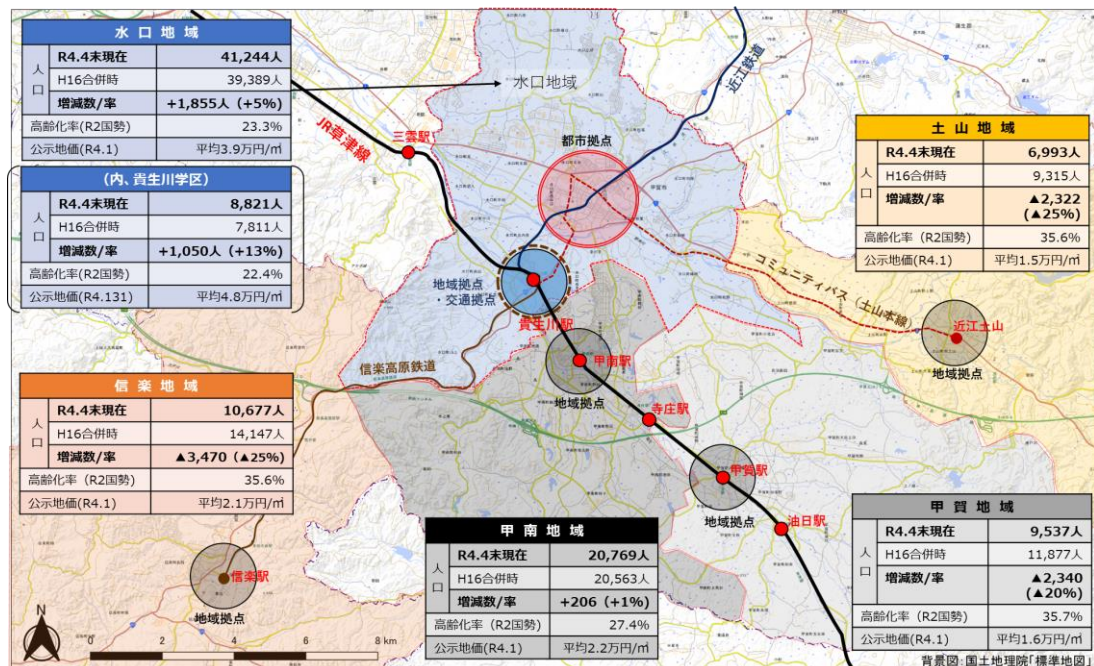 水口地域
人口
R4.4末現在 41,244人
H16合併時 39,389人
増減数/率 +1,855人 (+5%)
高齢化率(R2国勢) 23.3%
公示地価(R4.1) 平均3.9万円/㎡
(内、貴生川学区)
人口
R4.4末現在 8,821人
H16合併時 7,811人
増減数/率 +1,050人 (+13%)
高齢化率(R2国勢) 22.4%
公示地価(R4.131) 平均4.8万円/㎡
水口地域
近江鉄道
JR草津線
三雲駅
都市拠点
土山地域
人口
R4.4末現在 6,993人
H16合併時 9,315人
増減数/率 ▲2,322
(▲25%)
高齢化率(R2国勢) 35.6%
公示地価(R4.1) 平均1.5万円/㎡
地域拠点
・交通拠点
貴生川駅
コミュニティバス(土山本線)
近江土山
地域拠点
信楽高原鉄道
甲南駅
地域拠点
寺庄駅
甲賀駅
地域拠点
油日駅
信楽地域
人口
R4.4末現在 10,677人
H16合併時 14,147人
増減数/率 ▲3,470 (▲25%)
高齢化率(R2国勢) 35.6%
公示地価(R4.1) 平均2.1万円/㎡
信楽駅
地域拠点
甲南地域
人口
R4.4末現在 20,769人
H16合併時 20,563人
増減数/率 +206 (+1%)
高齢化率(R2国勢) 27.4%
公示地価(R4.1) 平均2.2万円/㎡
甲賀地域
人口
R4.4末現在 9,537人
H16合併時 11,877人
増減数/率 ▲2,340
(▲20%)
高齢化率(R2国勢) 35.7%
公示地価(R4.1) 平均1.6万円/㎡
N
0 2 4 6 8 km
背景図:国土地理院「標準地図」